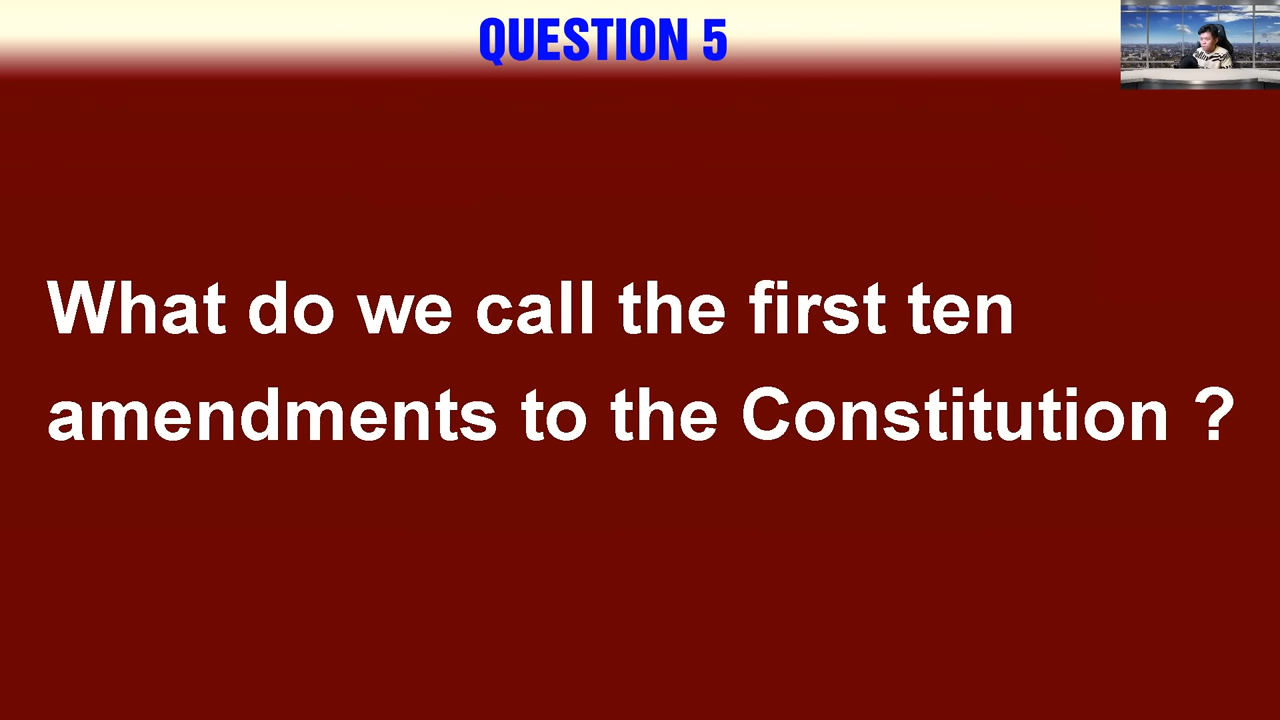 QUESTION 5
What do we call the first ten
amendments to the Constitution ?